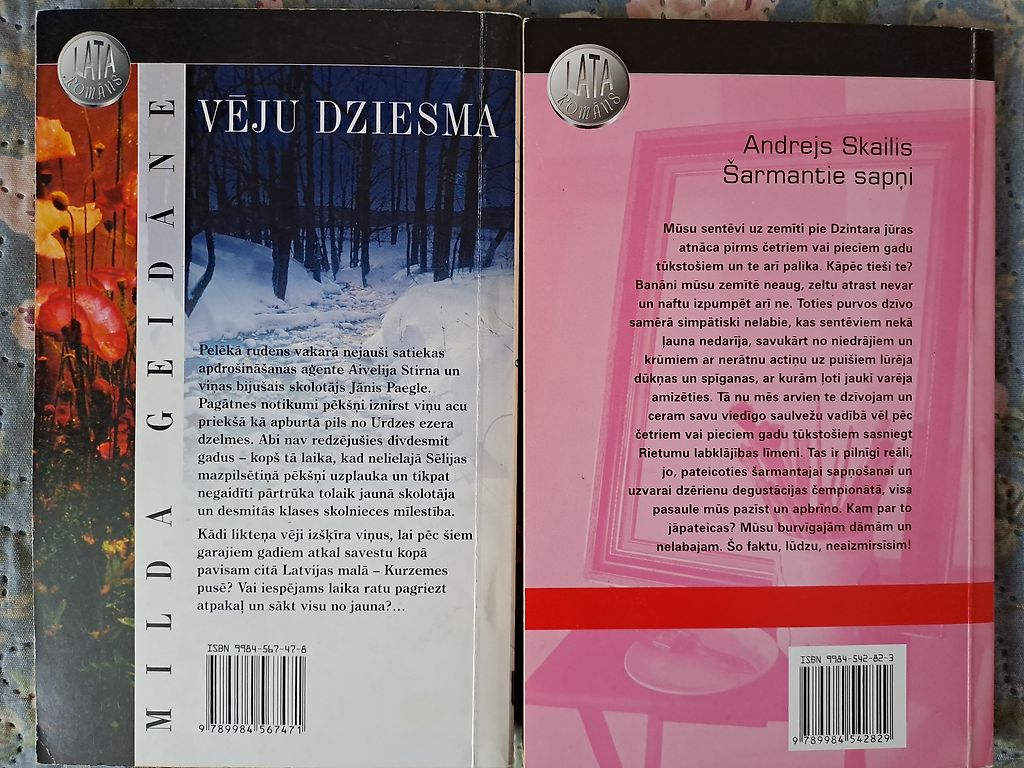 LATA
ROMĀNS
MILDA GEIDĀNE
VĒJU DZIESMA
Pelēkā rudens vakarā nejauši satiekas
apdrošināšanas aģente Aivelija Stirna un
viņas bijušais skolotājs Jānis Paegle.
Pagātnes notikumi pēkšņi iznirst viņu acu
priekšā kā apburtā pils no Urdzes ezera
dzelmes. Abi nav redzējušies divdesmit
gadus – kopš tā laika, kad nelielajā Sēlijas
mazpilsētiņā pēkšņi uzplauka un tikpat
negaidīti pārtrūka tolaik jaunā skolotāja
un desmitās klases skolnieces mīlestība.
Kādi likteņa vēji izšķīra viņus, lai pēc šiem
garajiem gadiem atkal savestu kopā
pavisam citā Latvijas malā – Kurzemes
pusē? Vai iespējams laika ratu pagriezt
atpakaļ un sākt visu no jauna?...
ISBN 9984-567-47-8
9 789984 567471
LATA
ROMĀNS
Andrejs Skailis
Šarmantie sapņi
Mūsu sentēvi uz zemīti pie Dzintara jūras
atnāca pirms četriem vai pieciem gadu
tūkstošiem un te arī palika. Kāpēc tieši te?
Banāni mūsu zemītē neaug, zeltu atrast nevar
un naftu izpumpēt arī ne. Toties purvos dzīvo
samērā simpātiski nelabie, kas sentēviem nekā
ļauna nedarīja, savukārt no niedrājiem un
krūmiem ar nerātnu actiņu uz puišiem lūrēja
dūkņas un spīganas, ar kurām ļoti jauki varēja
amizēties. Tā nu mēs arvien te dzīvojam un
ceram savu viedīgo saulvežu vadībā vēl pēc
četriem vai pieciem gadu tūkstošiem sasniegt
Rietumu labklājības līmeni. Tas ir pilnīgi reāli,
jo, pateicoties šarmantajai sapņošanai un
uzvarai dzērienu degustācijas čempionātā, visa
pasaule mūs pazīst un apbrīno. Kam par to
jāpateicas? Mūsu burvīgajām dāmām un
nelabajam. Šo faktu, lūdzu, neaizmirsīsim!
ISBN 9984-542-82-3
9 789984 542829